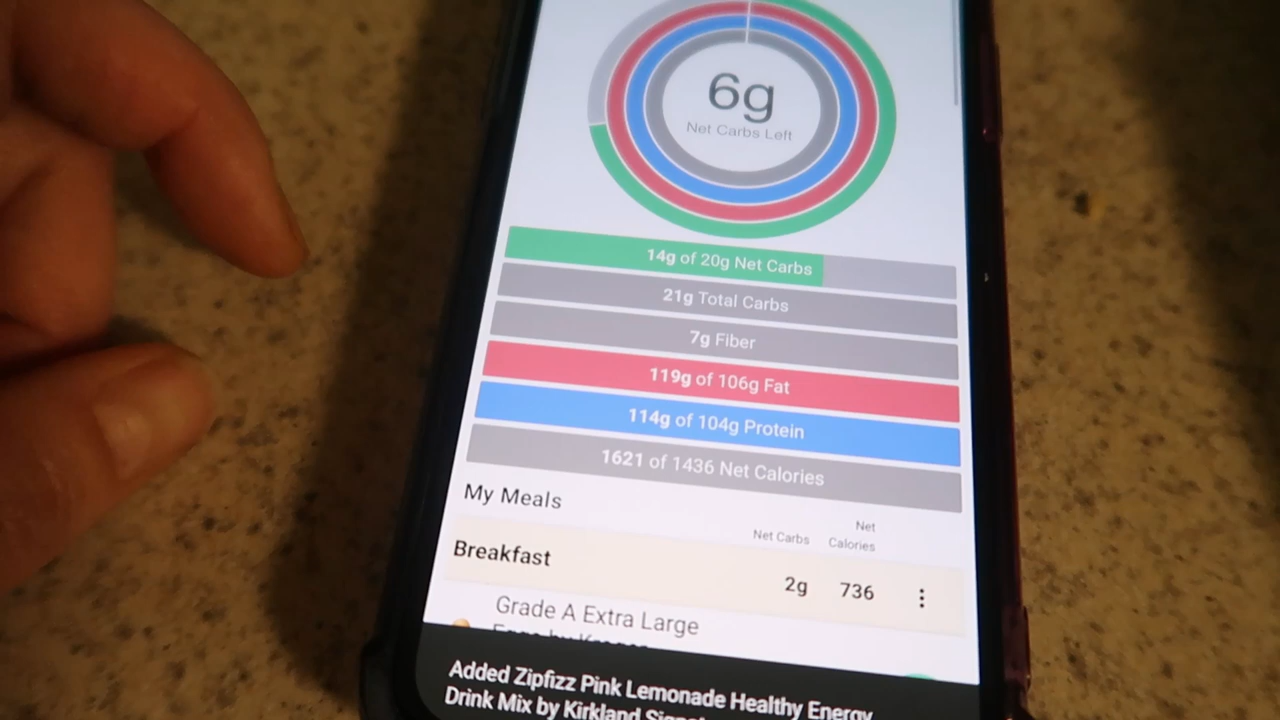 6g
Net Carbs Left
14g of 20g Net Carbs
21g Total Carbs
7g Fiber
119g of 106g Fat
114g of 104g Protein
1621 of 1436 Net Calories
My Meals
Net Carbs
Net
Calories
Breakfast
2g
736
Grade A Extra Large
Added Zipfizz Pink Lemonade Healthy Energy
Drink Mix by Kirkland